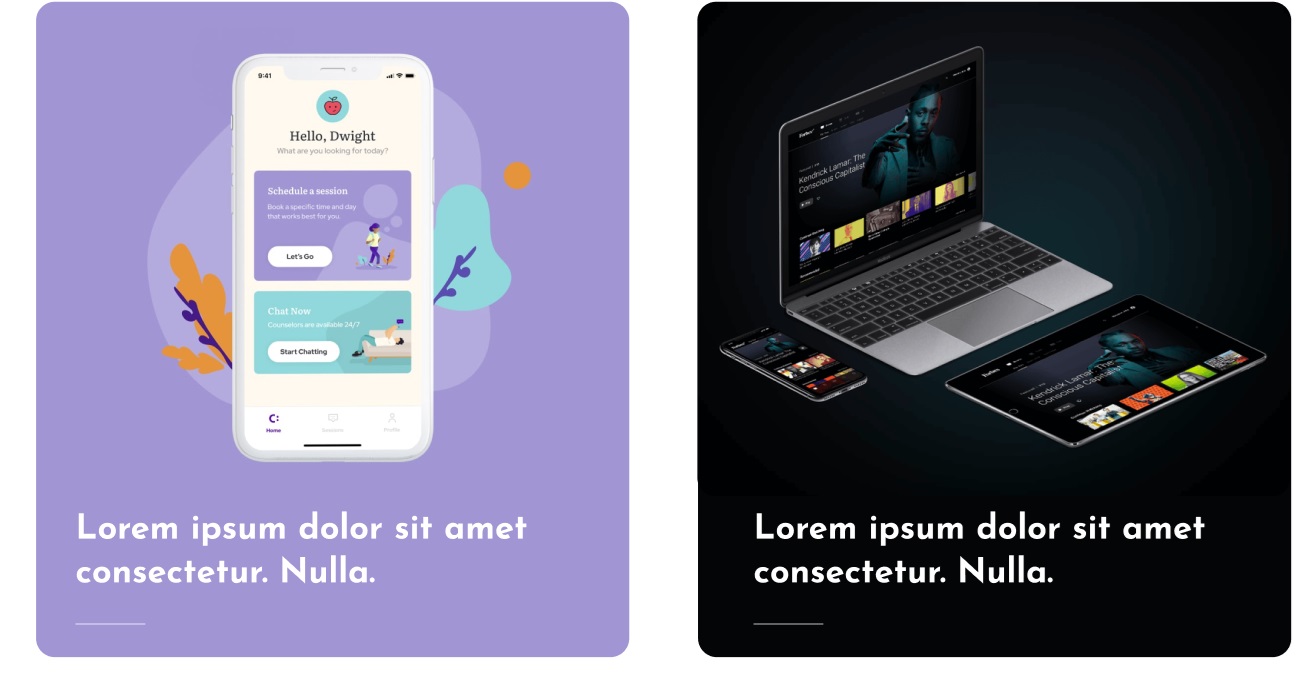 9:41
Hello, Dwight
What are you looking for today?
Schedule a session
Book a specific time and day
that works best for you.
Let's Go
Chat Now
Counselors are available 24/7
Start Chatting
Home
Sessions
Profile
Lorem ipsum dolor sit amet
consectetur. Nulla.
Forbes
Kendrick Lamar: The
Conscious Capitalist
Forbes
Kendrick Lamar: The
Conscious Capitalist
Lorem ipsum dolor sit amet
consectetur. Nulla.